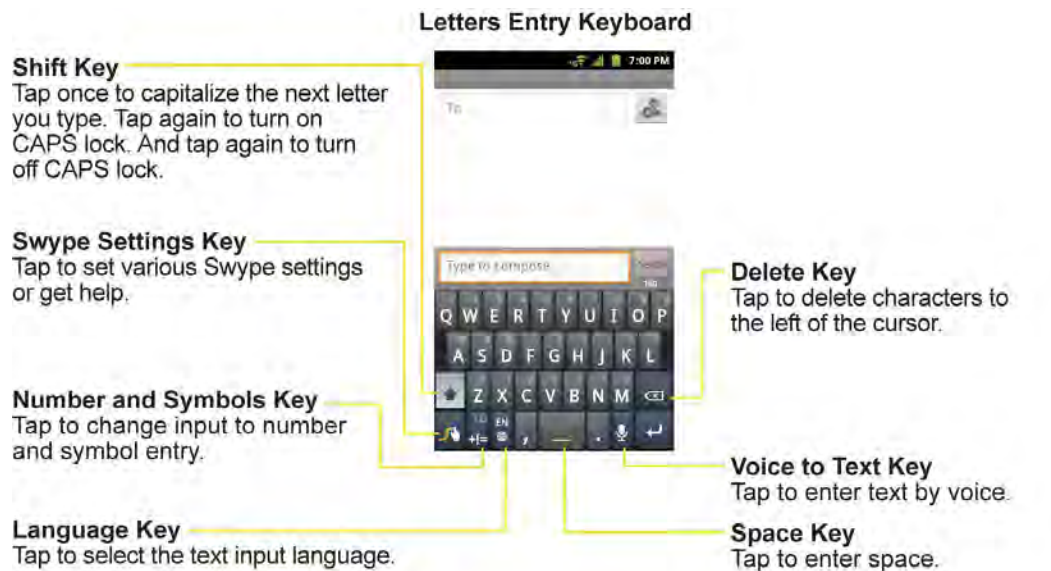 Letters Entry Keyboard
7:00 PM
To
Shift Key
Tap once to capitalize the next letter
you type. Tap again to turn on
CAPS lock. And tap again to turn
off CAPS lock.
Swype Settings Key
Tap to set various Swype settings
or get help.
Number and Symbols Key
Tap to change input to number
and symbol entry.
Language Key
Tap to select the text input language.
Type to compose
160
Q W E R T Y U I O P
A S D F G H J K L
Z X C V B N M
+!= EN , .
Delete Key
Tap to delete characters to
the left of the cursor.
Voice to Text Key
Tap to enter text by voice.
Space Key
Tap to enter space.